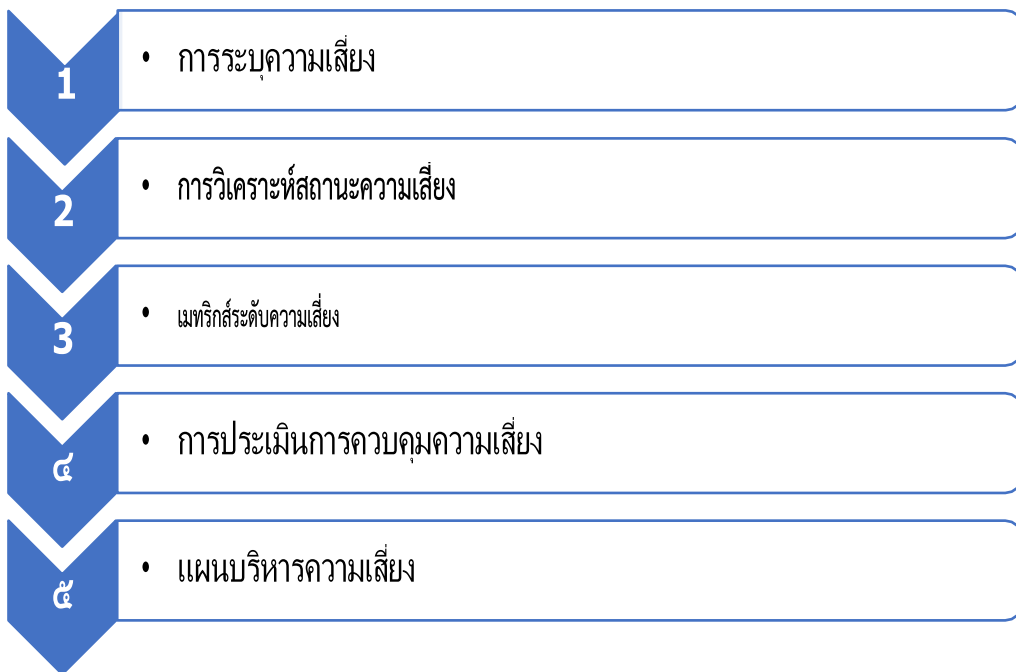 1
• การระบุความเสี่ยง
2
• การวิเคราะห์สถานะความเสี่ยง
3
• เมทริกส์ระดับความเสี่ยง
๔
• การประเมินการควบคุมความเสี่ยง
๕
• แผนบริหารความเสี่ยง